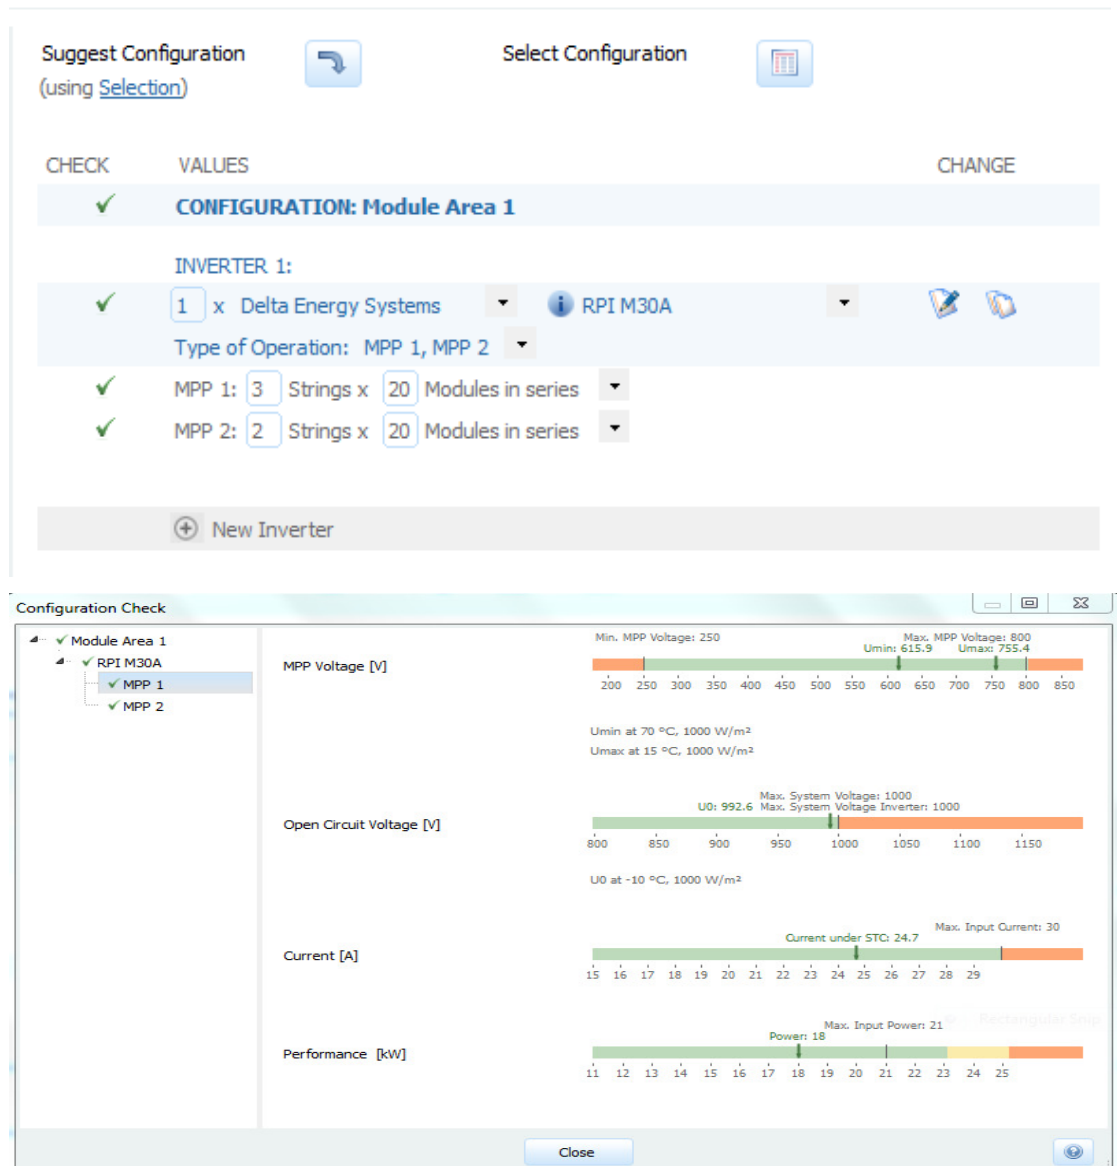 Suggest Configuration
Select Configuration
(using Selection)
CHECK VALUES CHANGE
CONFIGURATION: Module Area 1
INVERTER 1:
1 x Delta Energy Systems RPI M30A
Type of Operation: MPP 1, MPP 2
MPP 1: 3 Strings x 20 Modules in series
MPP 2: 2 Strings x 20 Modules in series
New Inverter
Configuration Check
Module Area 1
RPI M30A
MPP 1
MPP 2
MPP Voltage [V]
Min. MPP Voltage: 250
Max. MPP Voltage: 800
Umin: 615.9 Umax: 755.4
200 250 300 350 400 450 500 550 600 650 700 750 800 850
Umin at 70 °C, 1000 W/m²
Umax at 15 °C, 1000 W/m²
Open Circuit Voltage [V]
Max. System Voltage: 1000
U0: 992.6 Max. System Voltage Inverter: 1000
800 850 900 950 1000 1050 1100 1150
U0 at -10 °C, 1000 W/m²
Current [A]
Max. Input Current: 30
Current under STC: 24.7
15 16 17 18 19 20 21 22 23 24 25 26 27 28 29
Rectangular Snip
Performance [kW]
Max. Input Power: 21
Power: 18
11 12 13 14 15 16 17 18 19 20 21 22 23 24 25
Close